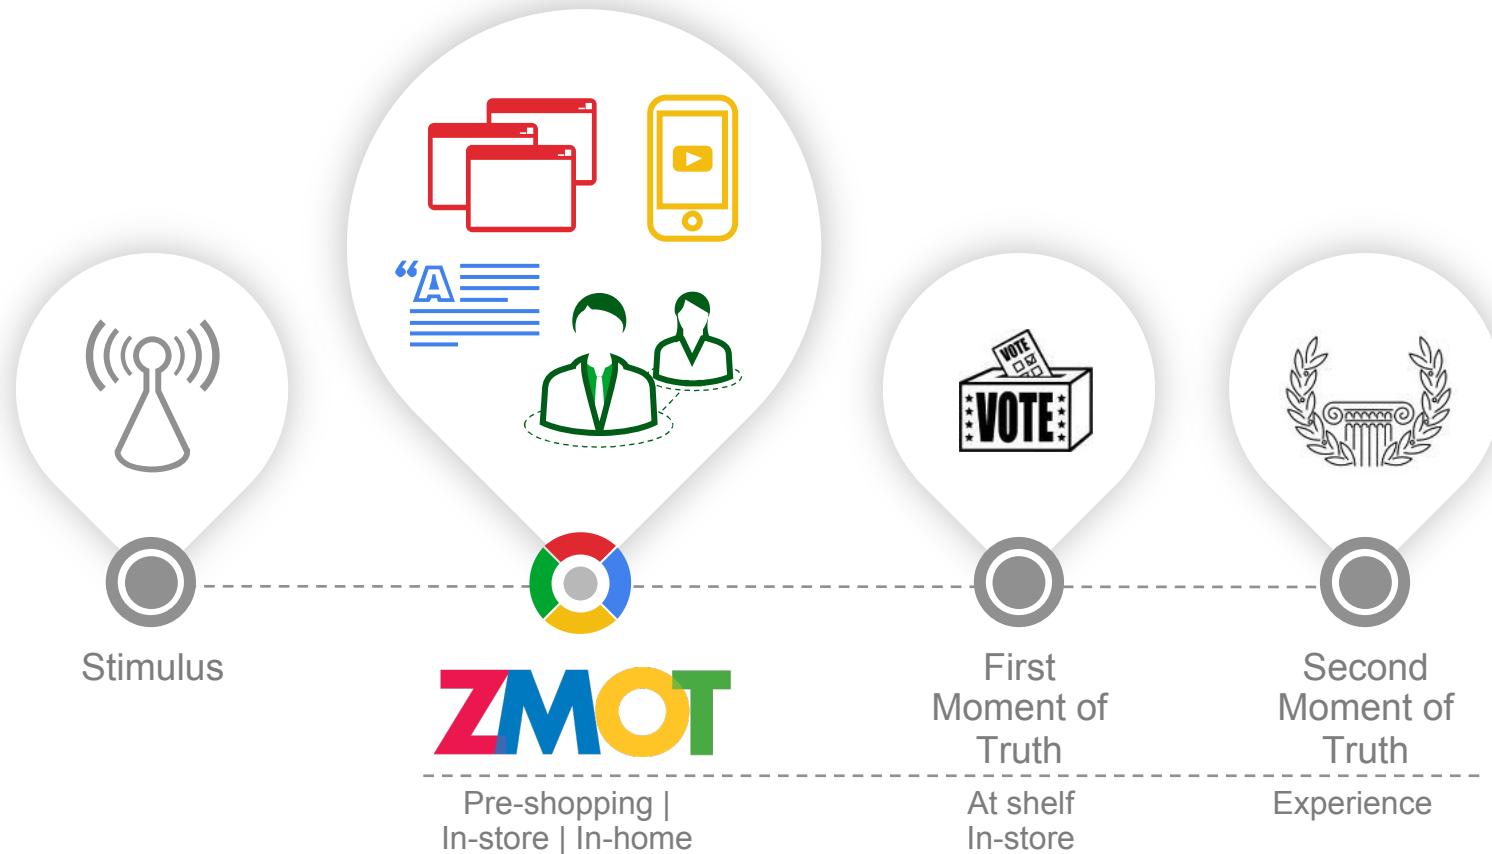 “A
VOTE
VOTE
Stimulus
ZMOT
First
Moment of
Truth
Second
Moment of
Truth
Pre-shopping |
In-store | In-home
At shelf
In-store
Experience